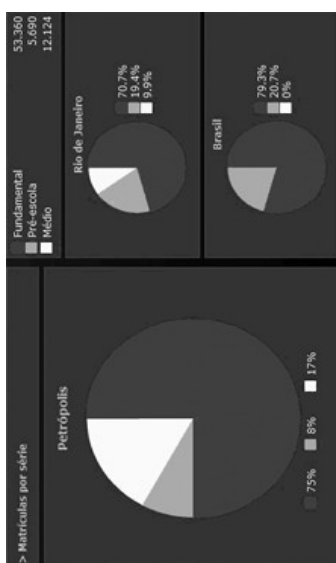 > Matrículas por série
Fundamental 53.360
Pré-escola 5.690
Médio 12.124
Petrópolis
75% 8% 17%
Rio de Janeiro
70.7%
19.4%
9.9%
Brasil
79.3%
20.7%
0%